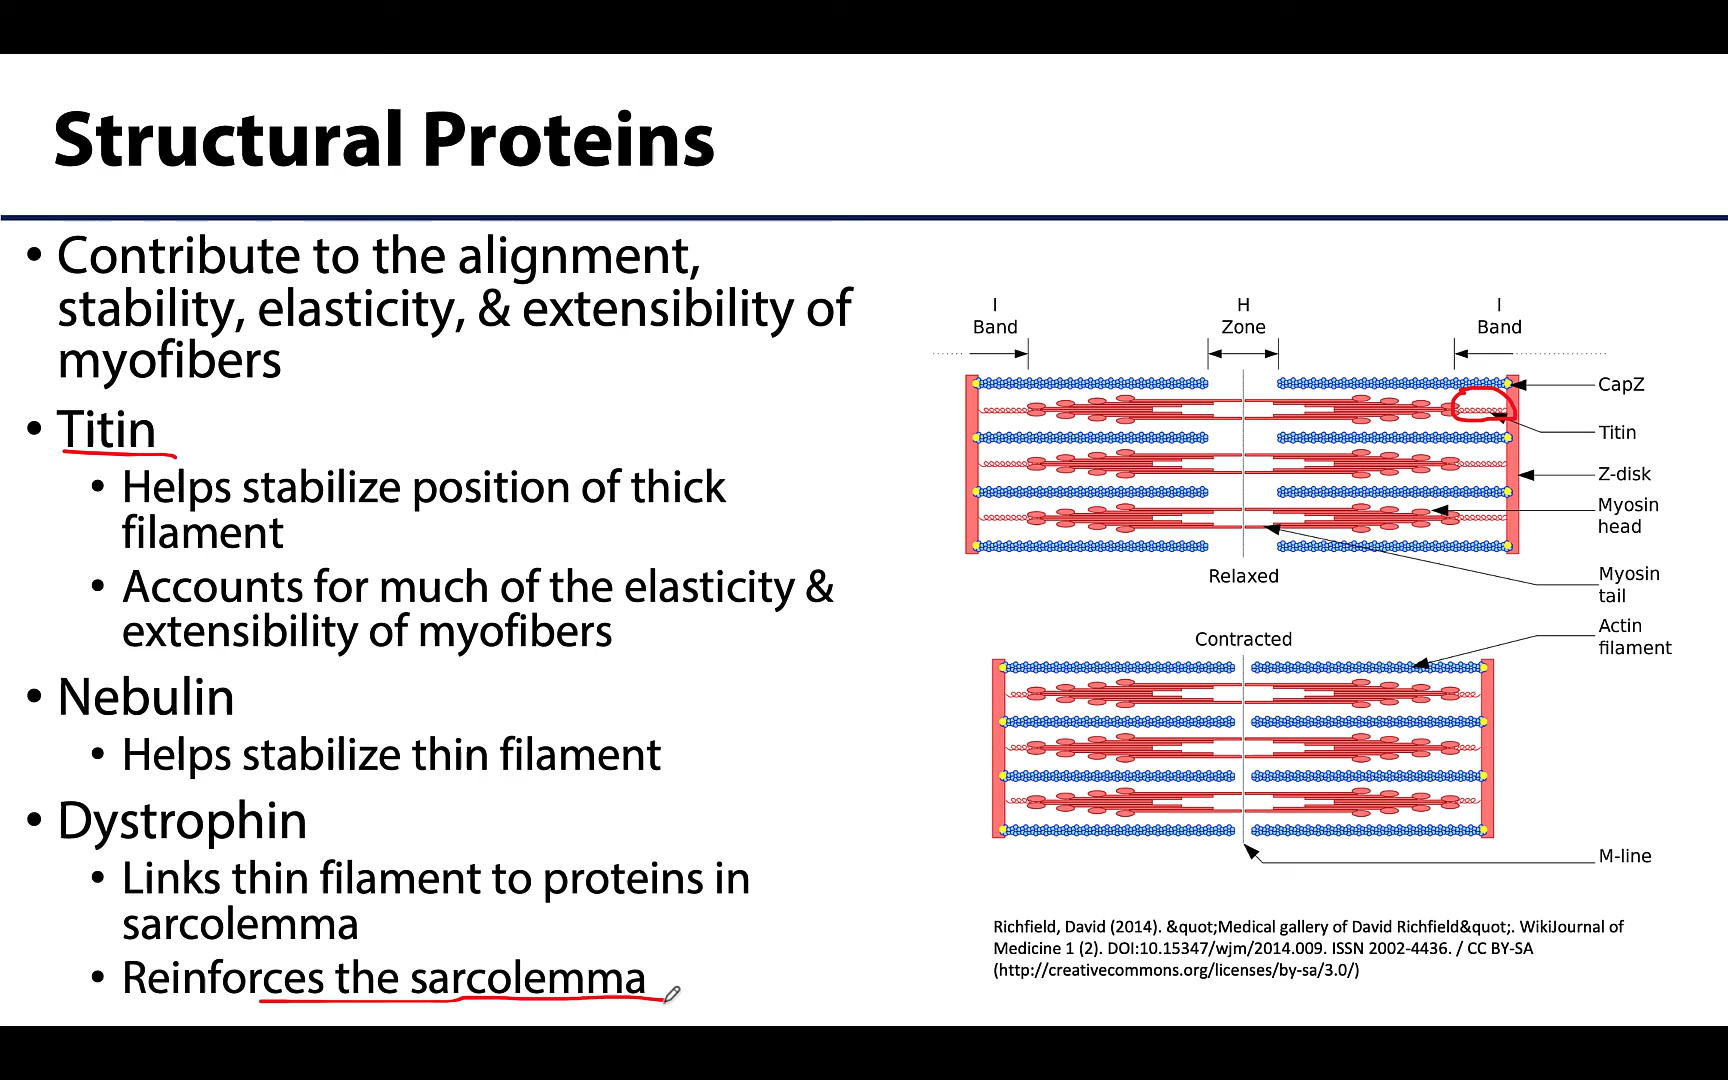 Structural Proteins
• Contribute to the alignment,
stability, elasticity, & extensibility of
myofibers
• Titin
• Helps stabilize position of thick
filament
• Accounts for much of the elasticity &
extensibility of myofibers
• Nebulin
• Helps stabilize thin filament
• Dystrophin
• Links thin filament to proteins in
sarcolemma
• Reinforces the sarcolemma
I
Band
H
Zone
I
Band
CapZ
Titin
Z-disk
Myosin
head
Relaxed
Myosin
tail
Contracted
Actin
filament
M-line
Richfield, David (2014). &quot;Medical gallery of David Richfield&quot;. WikiJournal of
Medicine 1 (2). DOI:10.15347/wjm/2014.009. ISSN 2002-4436. / CC BY-SA
(http://creativecommons.org/licenses/by-sa/3.0/)